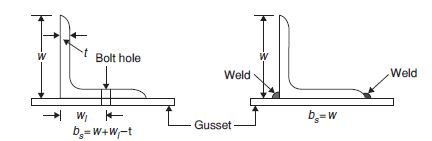 w
t
Bolt hole
w_l
b_s=w+w_l−t
Gusset
w
Weld
Weld
b_s=w